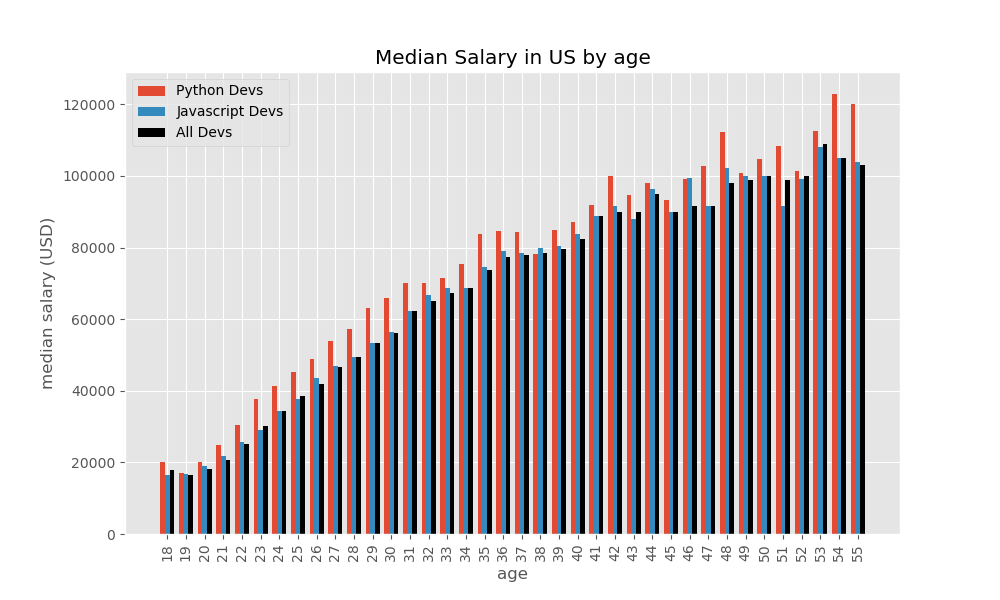 Median Salary in US by age
Python Devs
Javascript Devs
All Devs
median salary (USD)
120000
100000
80000
60000
40000
20000
0
18 19 20 21 22 23 24 25 26 27 28 29 30 31 32 33 34 35 36 37 38 39 40 41 42 43 44 45 46 47 48 49 50 51 52 53 54 55
age